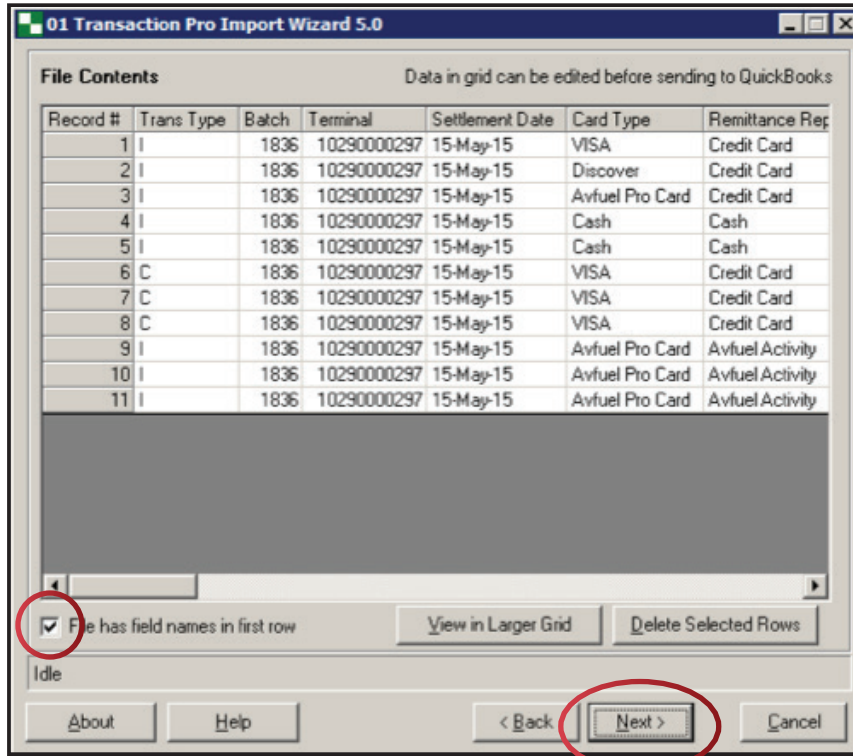 01 Transaction Pro Import Wizard 5.0
File Contents Data in grid can be edited before sending to QuickBooks
Record # Trans Type Batch Terminal Settlement Date Card Type Remittance Rep
1 I 1836 10290000297 15-May-15 VISA Credit Card
2 I 1836 10290000297 15-May-15 Discover Credit Card
3 I 1836 10290000297 15-May-15 Avfuel Pro Card Credit Card
4 I 1836 10290000297 15-May-15 Cash Cash
5 I 1836 10290000297 15-May-15 Cash Cash
6 C 1836 10290000297 15-May-15 VISA Credit Card
7 C 1836 10290000297 15-May-15 VISA Credit Card
8 C 1836 10290000297 15-May-15 VISA Credit Card
9 I 1836 10290000297 15-May-15 Avfuel Pro Card Avfuel Activity
10 I 1836 10290000297 15-May-15 Avfuel Pro Card Avfuel Activity
11 I 1836 10290000297 15-May-15 Avfuel Pro Card Avfuel Activity
File has field names in first row View in Larger Grid Delete Selected Rows
Idle
About Help < Back Next > Cancel